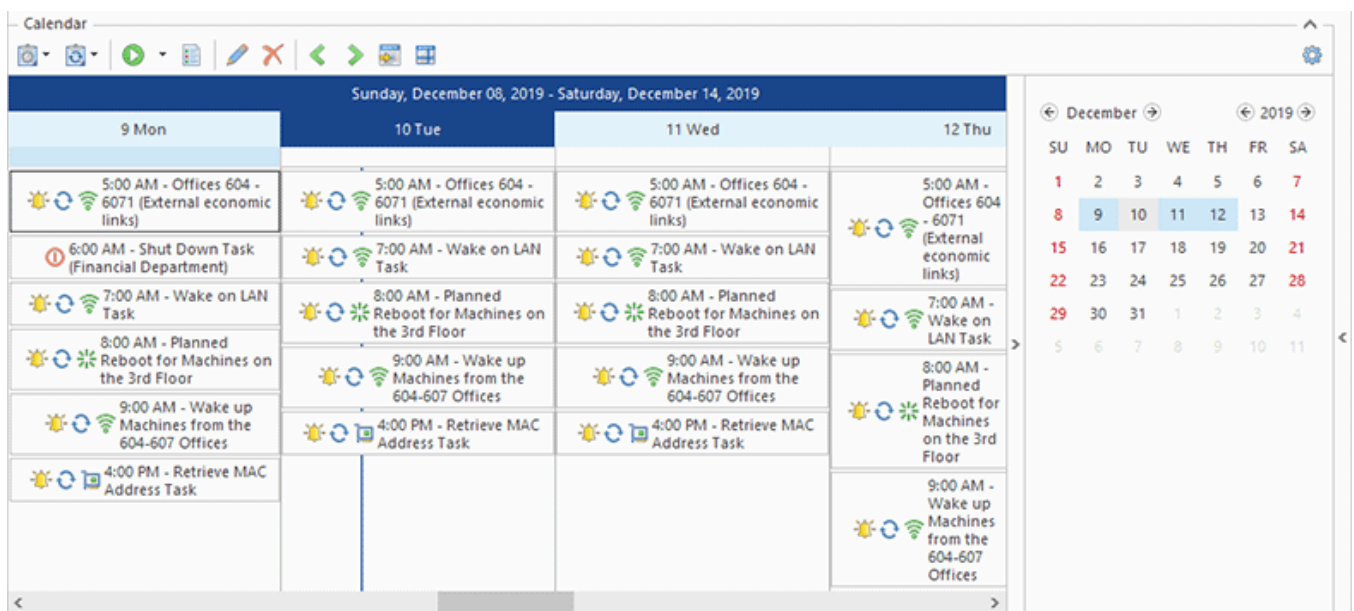 Calendar
Sunday, December 08, 2019 - Saturday, December 14, 2019
9 Mon
10 Tue
11 Wed
12 Thu
5:00 AM - Offices 604 -
6071 (External economic
links)
6:00 AM - Shut Down Task
(Financial Department)
7:00 AM - Wake on LAN
Task
8:00 AM - Planned
Reboot for Machines on
the 3rd Floor
9:00 AM - Wake up
Machines from the
604-607 Offices
4:00 PM - Retrieve MAC
Address Task
5:00 AM - Offices 604 -
6071 (External economic
links)
7:00 AM - Wake on LAN
Task
8:00 AM - Planned
Reboot for Machines on
the 3rd Floor
9:00 AM - Wake up
Machines from the
604-607 Offices
4:00 PM - Retrieve MAC
Address Task
5:00 AM - Offices 604 -
6071 (External economic
links)
7:00 AM - Wake on LAN
Task
8:00 AM - Planned
Reboot for Machines on
the 3rd Floor
9:00 AM - Wake up
Machines from the
604-607 Offices
4:00 PM - Retrieve MAC
Address Task
5:00 AM -
Offices 604
- 6071
(External
economic
links)
7:00 AM -
Wake on
LAN Task
8:00 AM -
Planned
Reboot for
Machines
on the 3rd
Floor
9:00 AM -
Wake up
Machines
from the
604-607
Offices
December 2019
SU MO TU WE TH FR SA
1 2 3 4 5 6 7
8 9 10 11 12 13 14
15 16 17 18 19 20 21
22 23 24 25 26 27 28
29 30 31 1 2 3 4
5 6 7 8 9 10 11